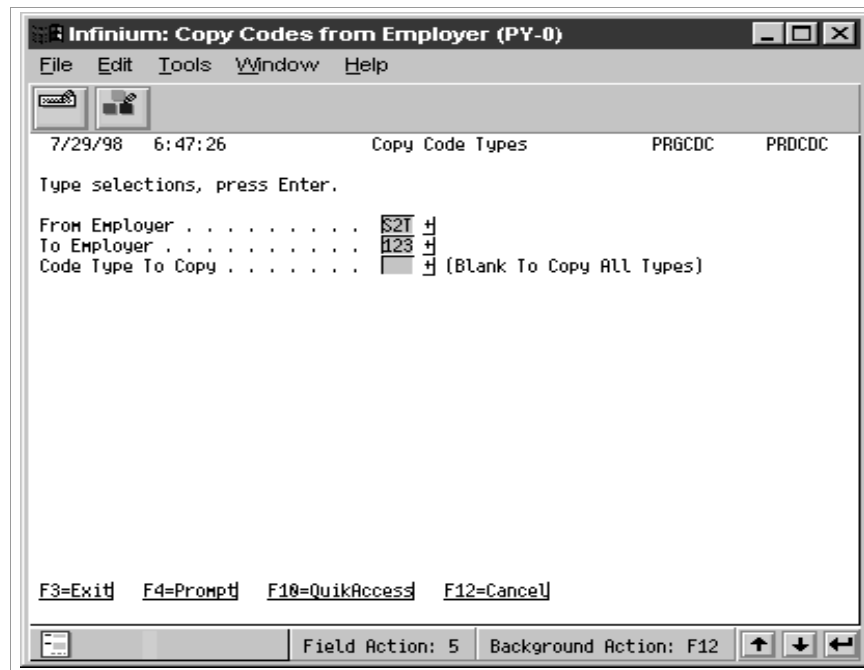 Infinium: Copy Codes from Employer (PY-0)
File Edit Tools Window Help
7/29/98 6:47:26 Copy Code Types PRGCDC PRDCDC
Type selections, press Enter.
From Employer . . . . . . . . . . S2T +
To Employer . . . . . . . . . . . 123 +
Code Type To Copy . . . . . . . + (Blank To Copy All Types)
F3=Exit F4=Prompt F10=QuikAccess F12=Cancel
Field Action: 5 Background Action: F12